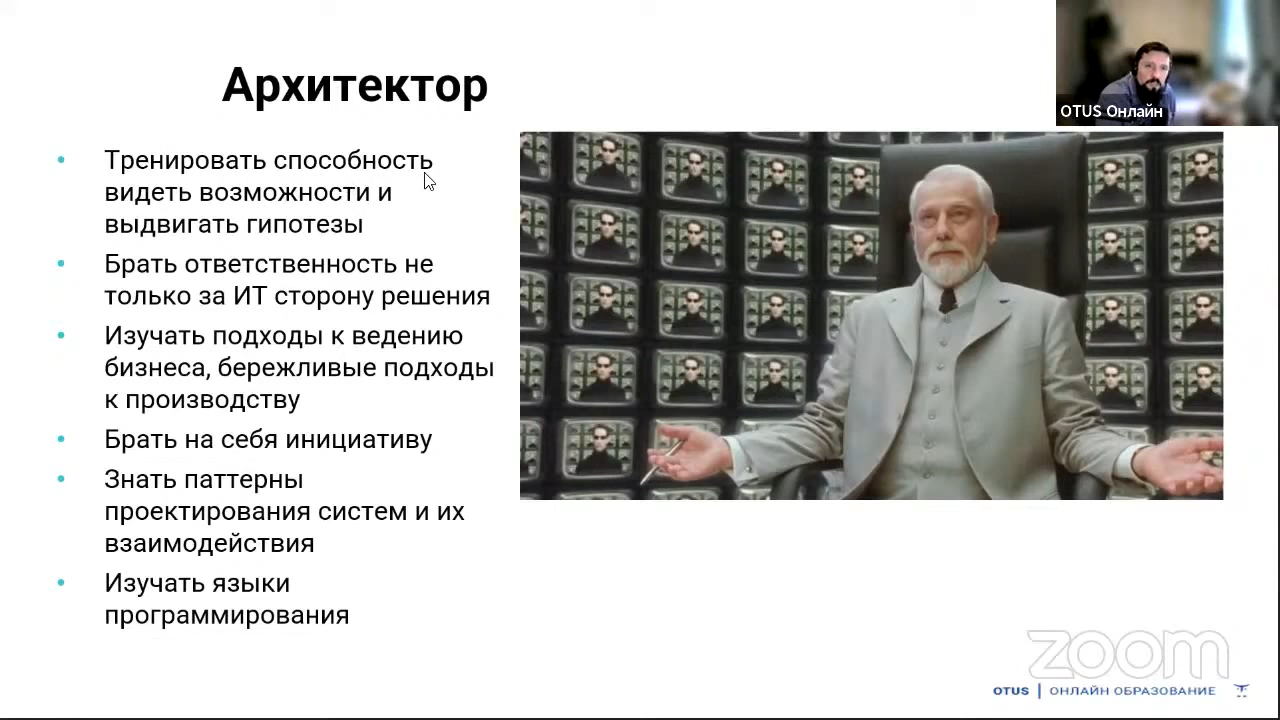 OTUS Онлайн
Архитектор
Тренировать способность
видеть возможности и
выдвигать гипотезы
Брать ответственность не
только за ИТ сторону решения
Изучать подходы к ведению
бизнеса, бережливые подходы
к производству
Брать на себя инициативу
Знать паттерны
проектирования систем и их
взаимодействия
Изучать языки
программирования
zoom
OTUS | ОНЛАЙН ОБРАЗОВАНИЕ